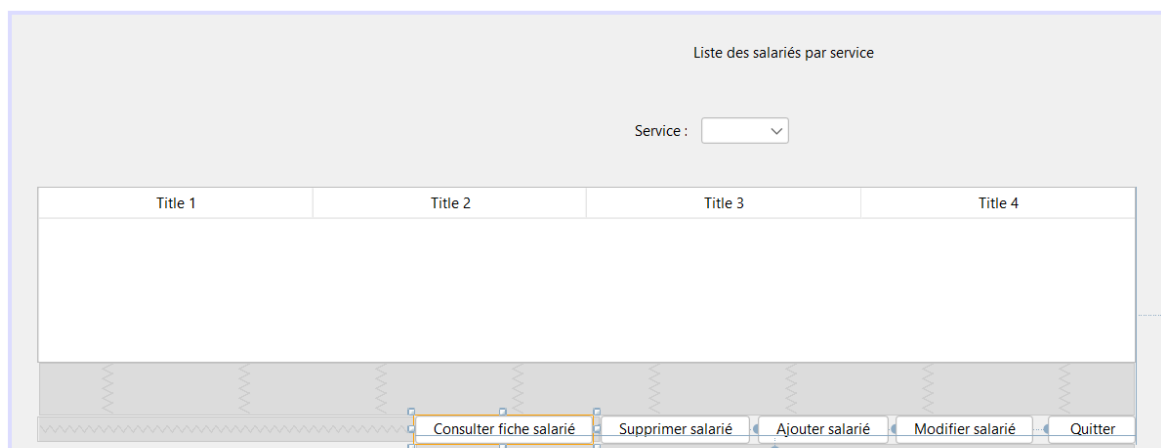 Liste des salariés par service
Service :
Title 1 Title 2 Title 3 Title 4
Consulter fiche salarié Supprimer salarié Ajouter salarié Modifier salarié Quitter